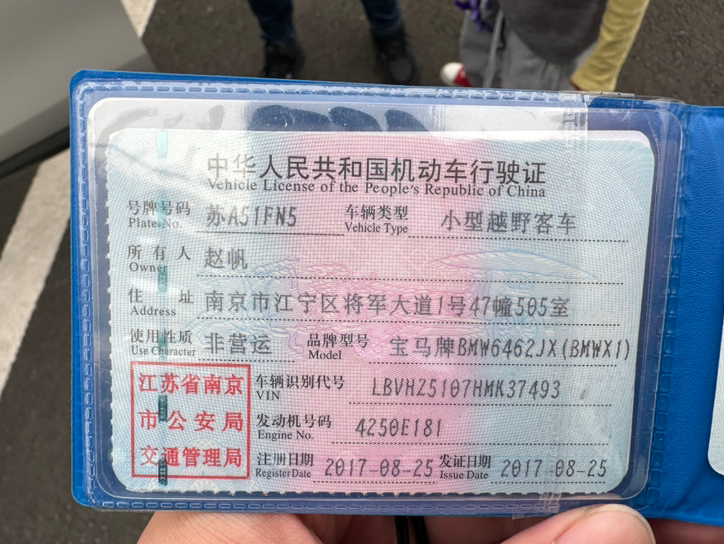 中华人民共和国机动车行驶证
Vehicle License of the People's Republic of China
号牌号码 苏A51FN5 车辆类型 小型越野客车
Plate No. Vehicle Type
所有人 赵帆
Owner
住址 南京市江宁区将军大道1号47幢505室
Address
使用性质 非营运 品牌型号 宝马牌BMW6462JX(BMWX1)
Use Character Model
江苏省南京
市公安局
交通管理局
车辆识别代号 LBVHZ5107HMK37493
VIN
发动机号码 4250E181
Engine No.
注册日期 2017-08-25 发证日期 2017-08-25
Register Date Issue Date